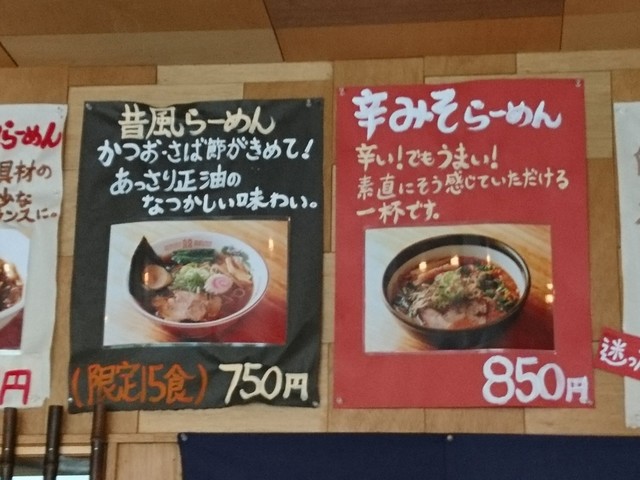 らーめん
具材の
ンスに。
円
昔風らーめん
かつお・さば節がきめて!
あっさり正油の
なつかしい味わい。
(限定15食) 750円
辛みそらーめん
辛い!でもうまい!
素直にそう感じていただける
一杯です。
850円
迷っ